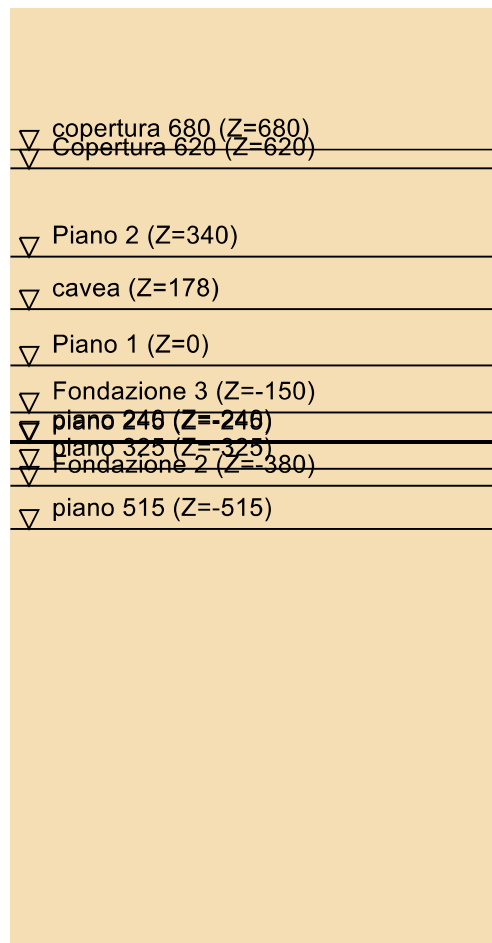 copertura 680 (Z=680)
Copertura 620 (Z=620)
Piano 2 (Z=340)
cavea (Z=178)
Piano 1 (Z=0)
Fondazione 3 (Z=-150)
piano 325 (Z=-325)
Fondazione 2 (Z=-380)
piano 515 (Z=-515)